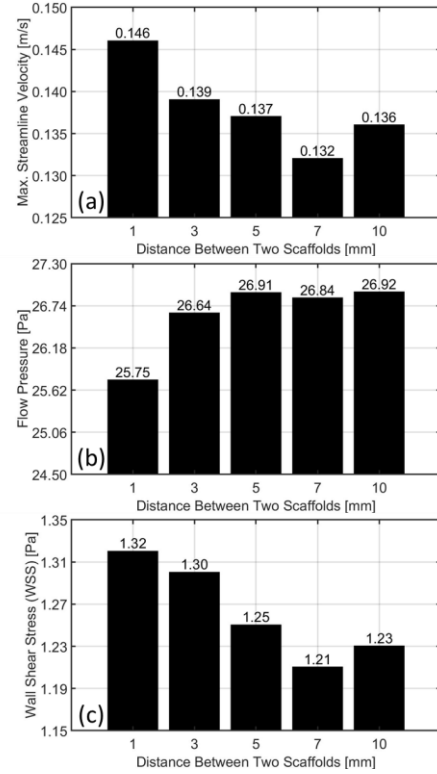 0.150
0.145
0.140
0.135
0.130
0.125
Max. Streamline Velocity [m/s]
0.146
0.139
0.137
0.132
0.136
(a)
1 3 5 7 10
Distance Between Two Scaffolds [mm]
27.30
26.74
26.18
25.62
25.06
24.50
Flow Pressure [Pa]
25.75
26.64
26.91
26.84
26.92
(b)
1 3 5 7 10
Distance Between Two Scaffolds [mm]
1.35
1.31
1.27
1.23
1.19
1.15
Wall Shear Stress (WSS) [Pa]
1.32
1.30
1.25
1.21
1.23
(c)
1 3 5 7 10
Distance Between Two Scaffolds [mm]